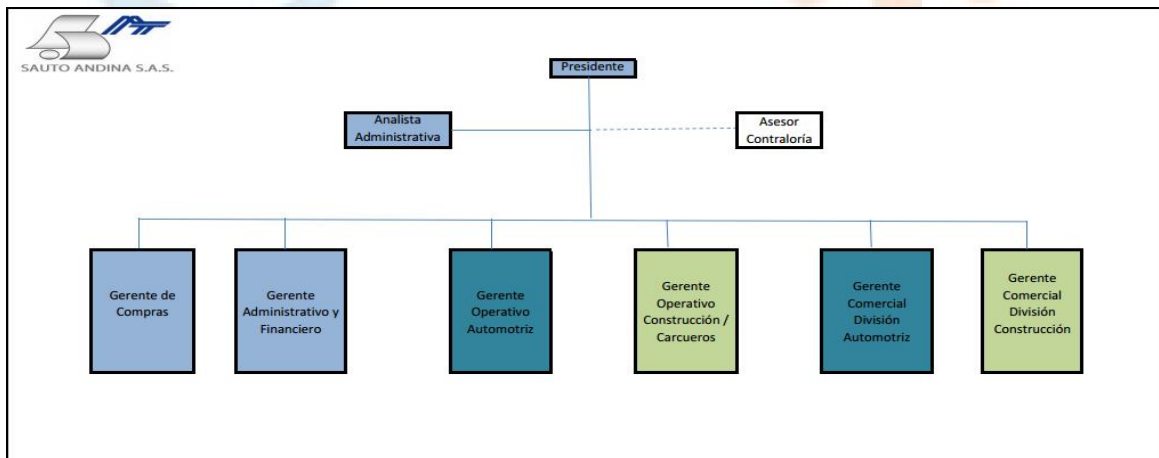 SAUTO ANDINA S.A.S.
Presidente
Analista
Administrativa
Asesor
Contraloría
Gerente de
Compras
Gerente
Administrativo y
Financiero
Gerente
Operativo
Automotriz
Gerente
Operativo
Construcción /
Carcueros
Gerente
Comercial
División
Automotriz
Gerente
Comercial
División
Construcción